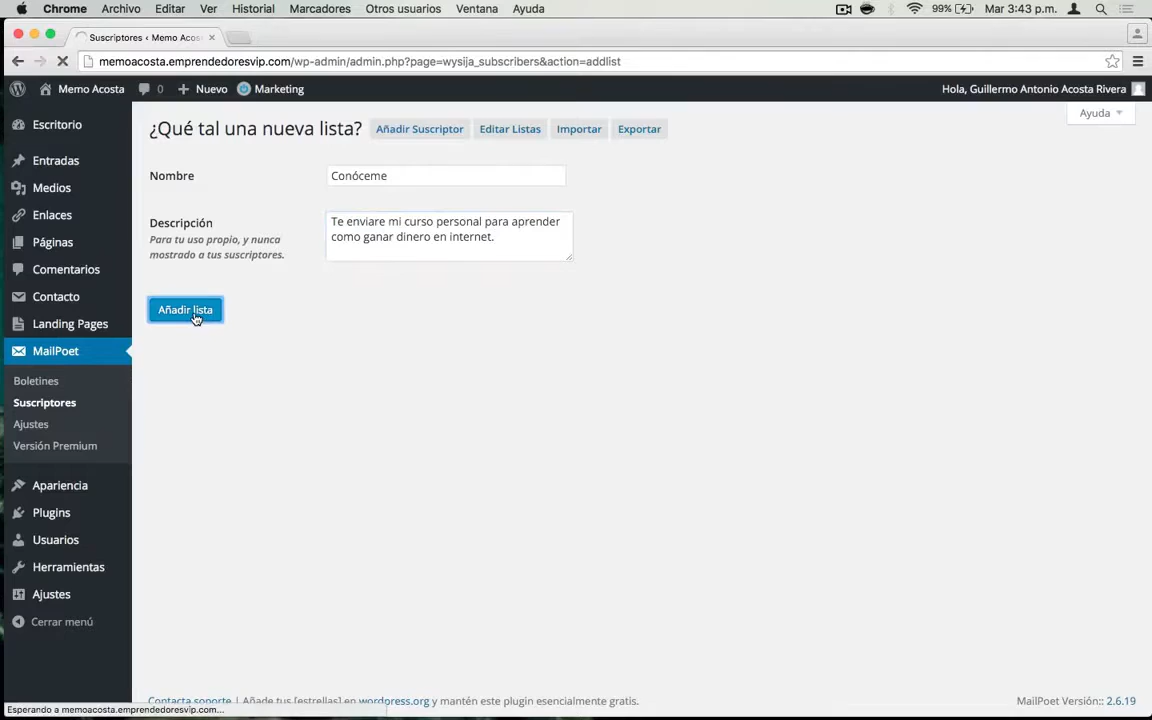 Chrome Archivo Editar Ver Historial Marcadores Otros usuarios Ventana Ayuda 99% Mar 3:43 p.m.
Suscriptores ‹ Memo Acos
memoacosta.emprendedoresvip.com/wp-admin/admin.php?page=wysija_subscribers&action=addlist
Memo Acosta 0 Nuevo Marketing Hola, Guillermo Antonio Acosta Rivera
Ayuda
¿Qué tal una nueva lista? Añadir Suscriptor Editar Listas Importar Exportar
Nombre Conóceme
Descripción
Para tu uso propio, y nunca
mostrado a tus suscriptores.
Te enviare mi curso personal para aprender
como ganar dinero en internet.
Añadir lista
Escritorio
Entradas
Medios
Enlaces
Páginas
Comentarios
Contacto
Landing Pages
MailPoet
Boletines
Suscriptores
Ajustes
Versión Premium
Apariencia
Plugins
Usuarios
Herramientas
Ajustes
Cerrar menú
Contacta soporte | Añade tus [estrellas] en wordpress.org y mantén este plugin esencialmente gratis. MailPoet Versión:: 2.6.19
Esperando a memoacosta.emprendedoresvip.com...